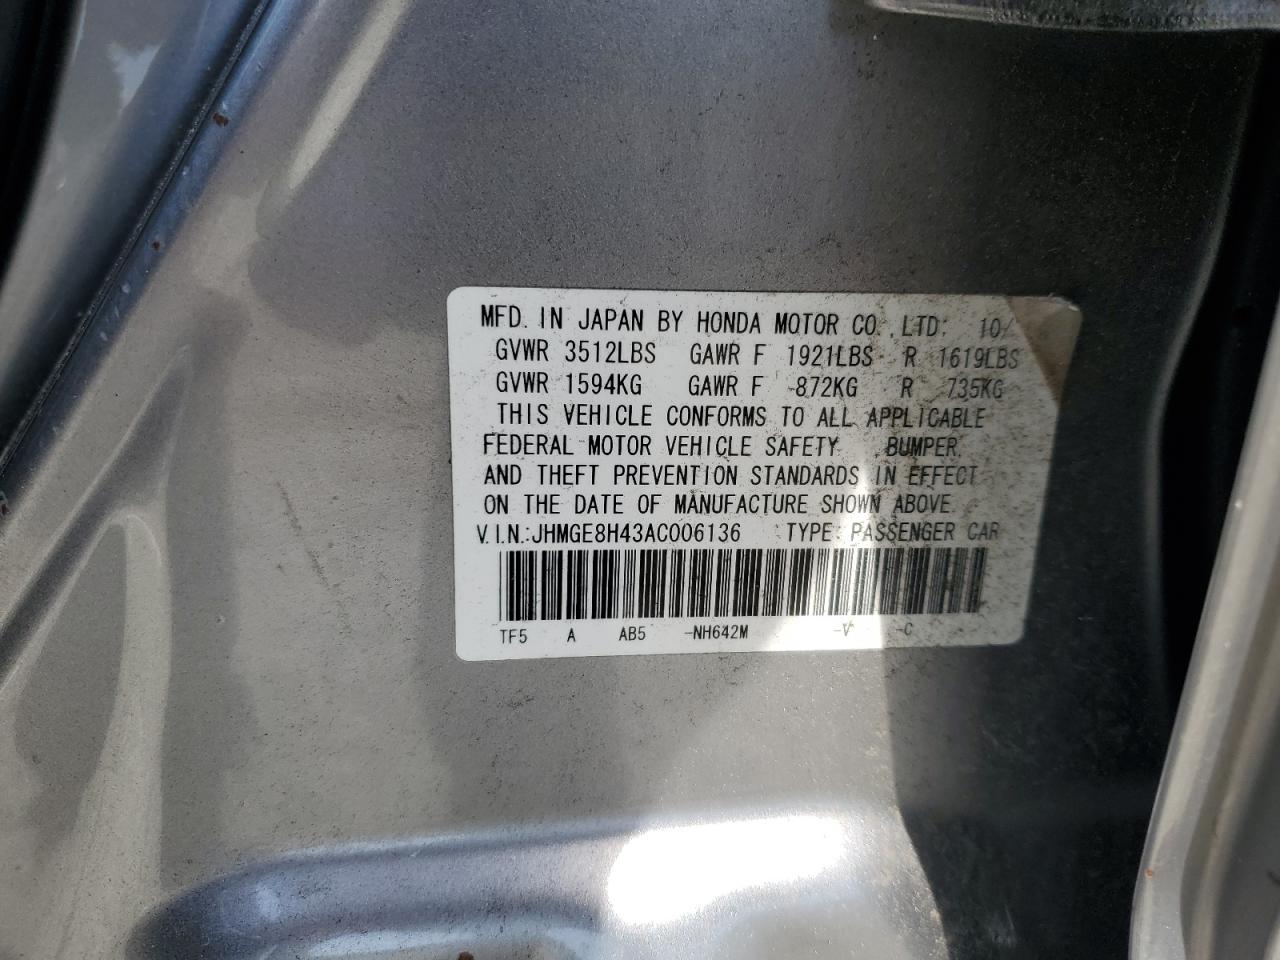 MFD. IN JAPAN BY HONDA MOTOR CO., LTD. 10/
GVWR 3512LBS GAWR F 1921LBS R 1619LBS
GVWR 1594KG GAWR F 872KG R 735KG
THIS VEHICLE CONFORMS TO ALL APPLICABLE
FEDERAL MOTOR VEHICLE SAFETY, BUMPER,
AND THEFT PREVENTION STANDARDS IN EFFECT
ON THE DATE OF MANUFACTURE SHOWN ABOVE.
V.I.N.: JHMGE8H43AC006136 TYPE: PASSENGER CAR
TF5 A AB5 -NH642M -V -C